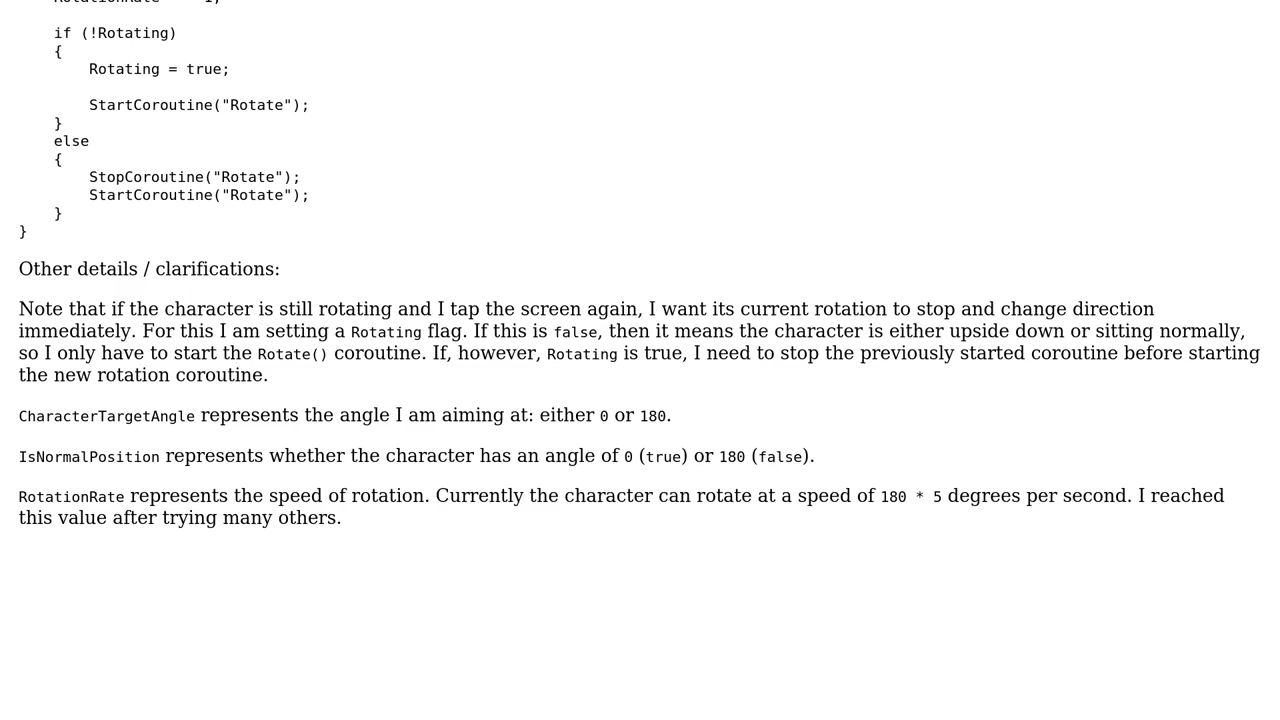 if (!Rotating)
{
Rotating = true;
StartCoroutine("Rotate");
}
else
{
StopCoroutine("Rotate");
StartCoroutine("Rotate");
}
}
Other details / clarifications:
Note that if the character is still rotating and I tap the screen again, I want its current rotation to stop and change direction
immediately. For this I am setting a Rotating flag. If this is false, then it means the character is either upside down or sitting normally,
so I only have to start the Rotate() coroutine. If, however, Rotating is true, I need to stop the previously started coroutine before starting
the new rotation coroutine.
CharacterTargetAngle represents the angle I am aiming at: either 0 or 180.
IsNormalPosition represents whether the character has an angle of 0 (true) or 180 (false).
RotationRate represents the speed of rotation. Currently the character can rotate at a speed of 180 * 5 degrees per second. I reached
this value after trying many others.